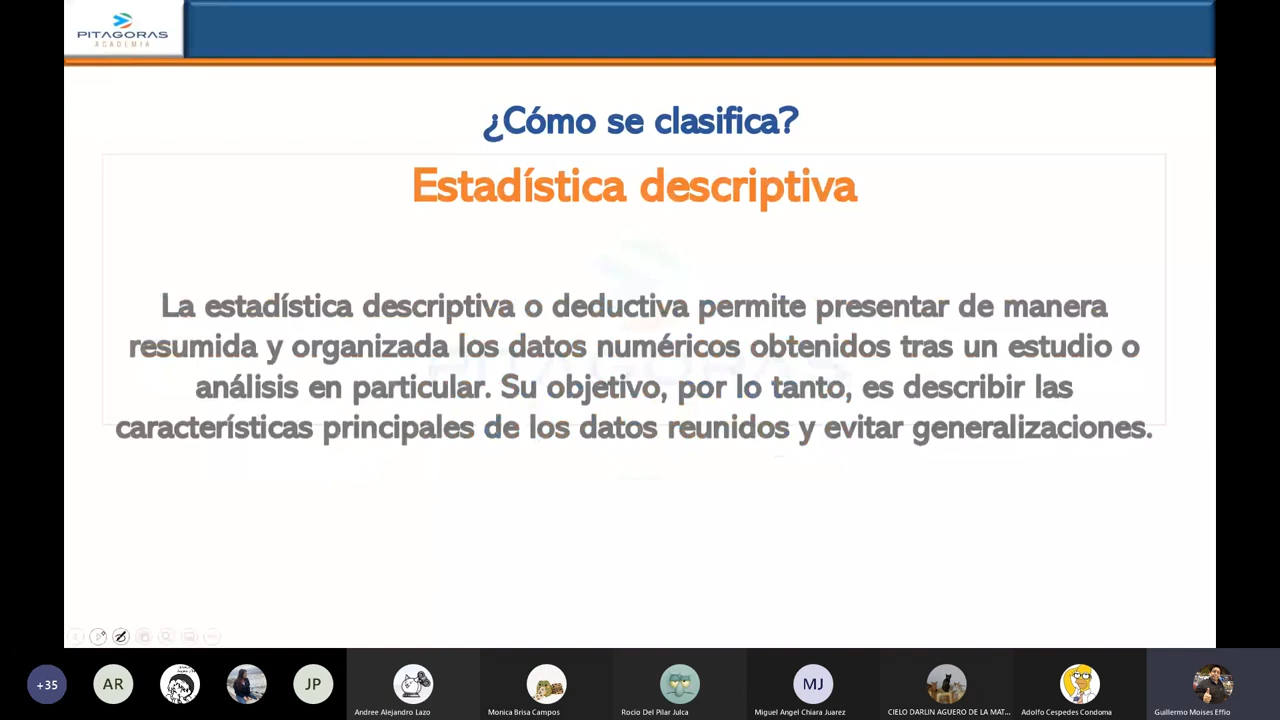 PITAGORAS
ACADEMIA
¿Cómo se clasifica?
Estadística descriptiva
La estadística descriptiva o deductiva permite presentar de manera
resumida y organizada los datos numéricos obtenidos tras un estudio o
análisis en particular. Su objetivo, por lo tanto, es describir las
características principales de los datos reunidos y evitar generalizaciones.
+35
AR
JP
MJ
Andree Alejandro Lazo
Monica Brisa Campos
Rocio Del Pilar Julca
Miguel Angel Chiara Juarez
CIELO DARLIN AGUERO DE LA MAT...
Adolfo Cespedes Condoma
Guillermo Moises Effio